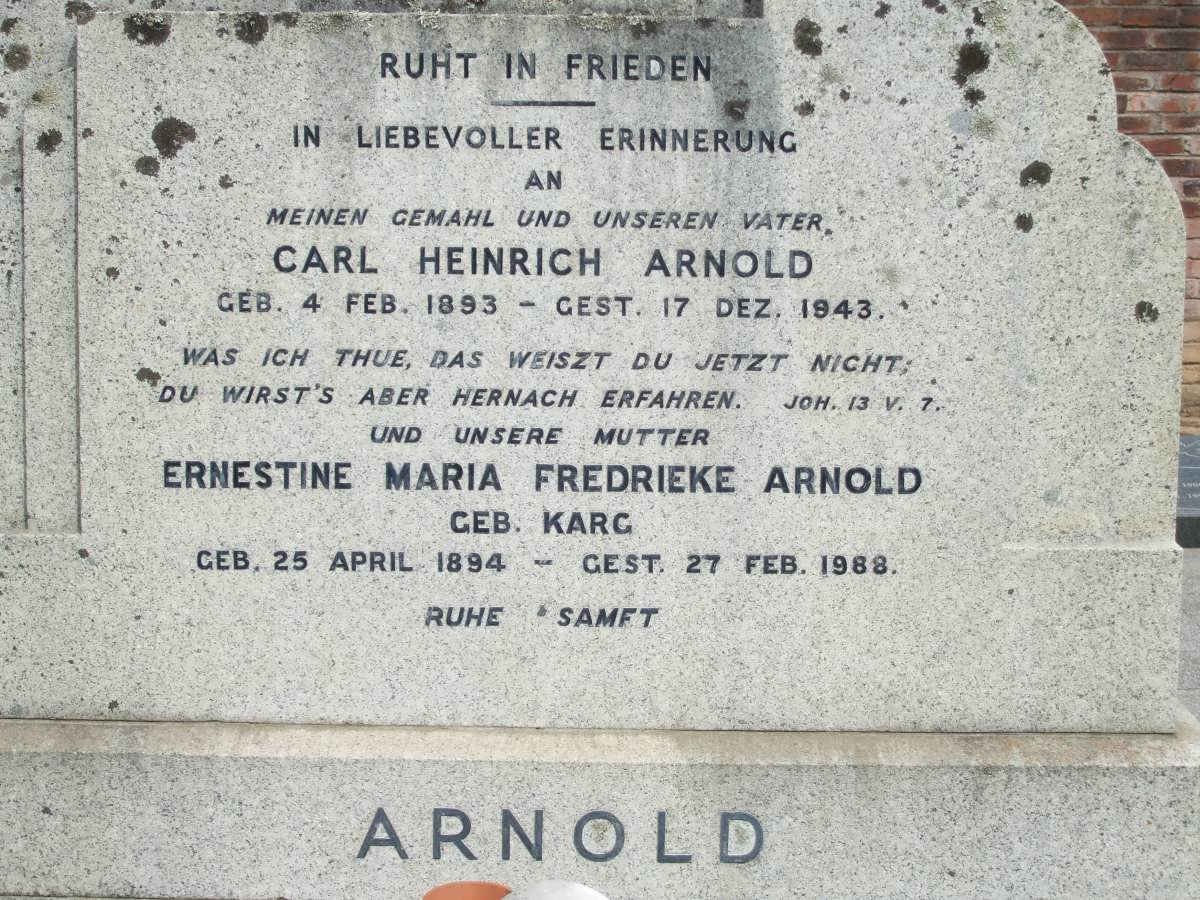 RUHT IN FRIEDEN
IN LIEBEVOLLER ERINNERUNG
AN
MEINEN GEMAHL UND UNSEREN VATER.
CARL HEINRICH ARNOLD
GEB. 4 FEB. 1893 - GEST. 17 DEZ. 1943.
WAS ICH THUE, DAS WEISZT DU JETZT NICHT;
DU WIRST'S ABER HERNACH ERFAHREN. JOH. 13 V. 7.
UND UNSERE MUTTER
ERNESTINE MARIA FREDRIEKE ARNOLD
GEB. KARG
GEB. 25 APRIL 1894 - GEST. 27 FEB. 1988.
RUHE SAMFT
ARNOLD